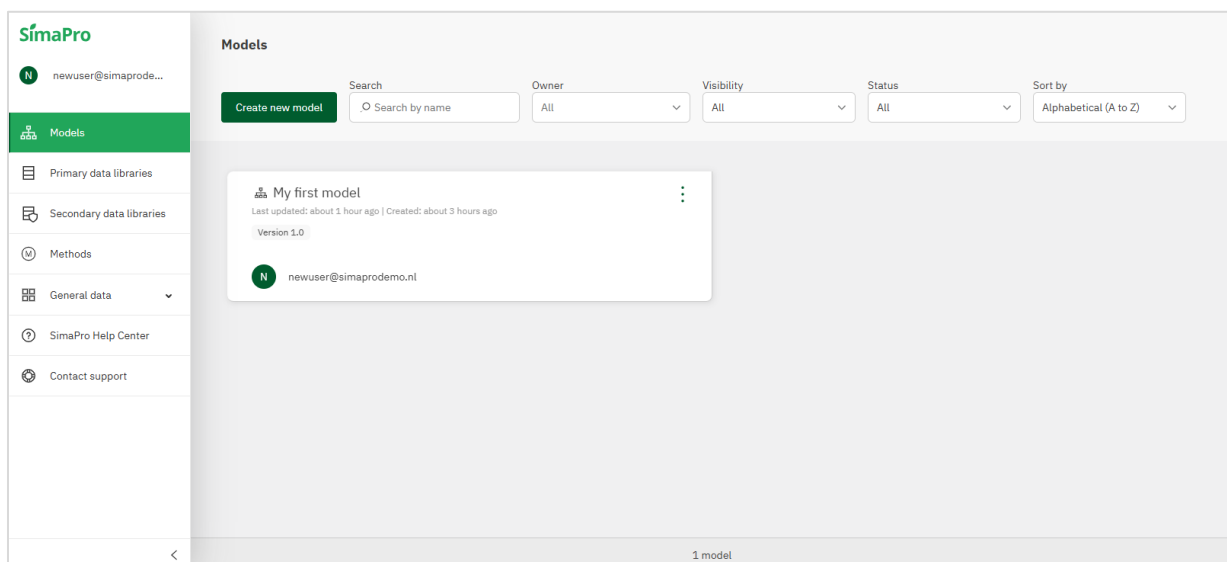 SimaPro
N newuser@simaprode...
Models
Primary data libraries
Secondary data libraries
M Methods
General data
SimaPro Help Center
Contact support
Models
Create new model
Search
Search by name
Owner
All
Visibility
All
Status
All
Sort by
Alphabetical (A to Z)
My first model
Last updated: about 1 hour ago | Created: about 3 hours ago
Version 1.0
N newuser@simaprodemo.nl
1 model